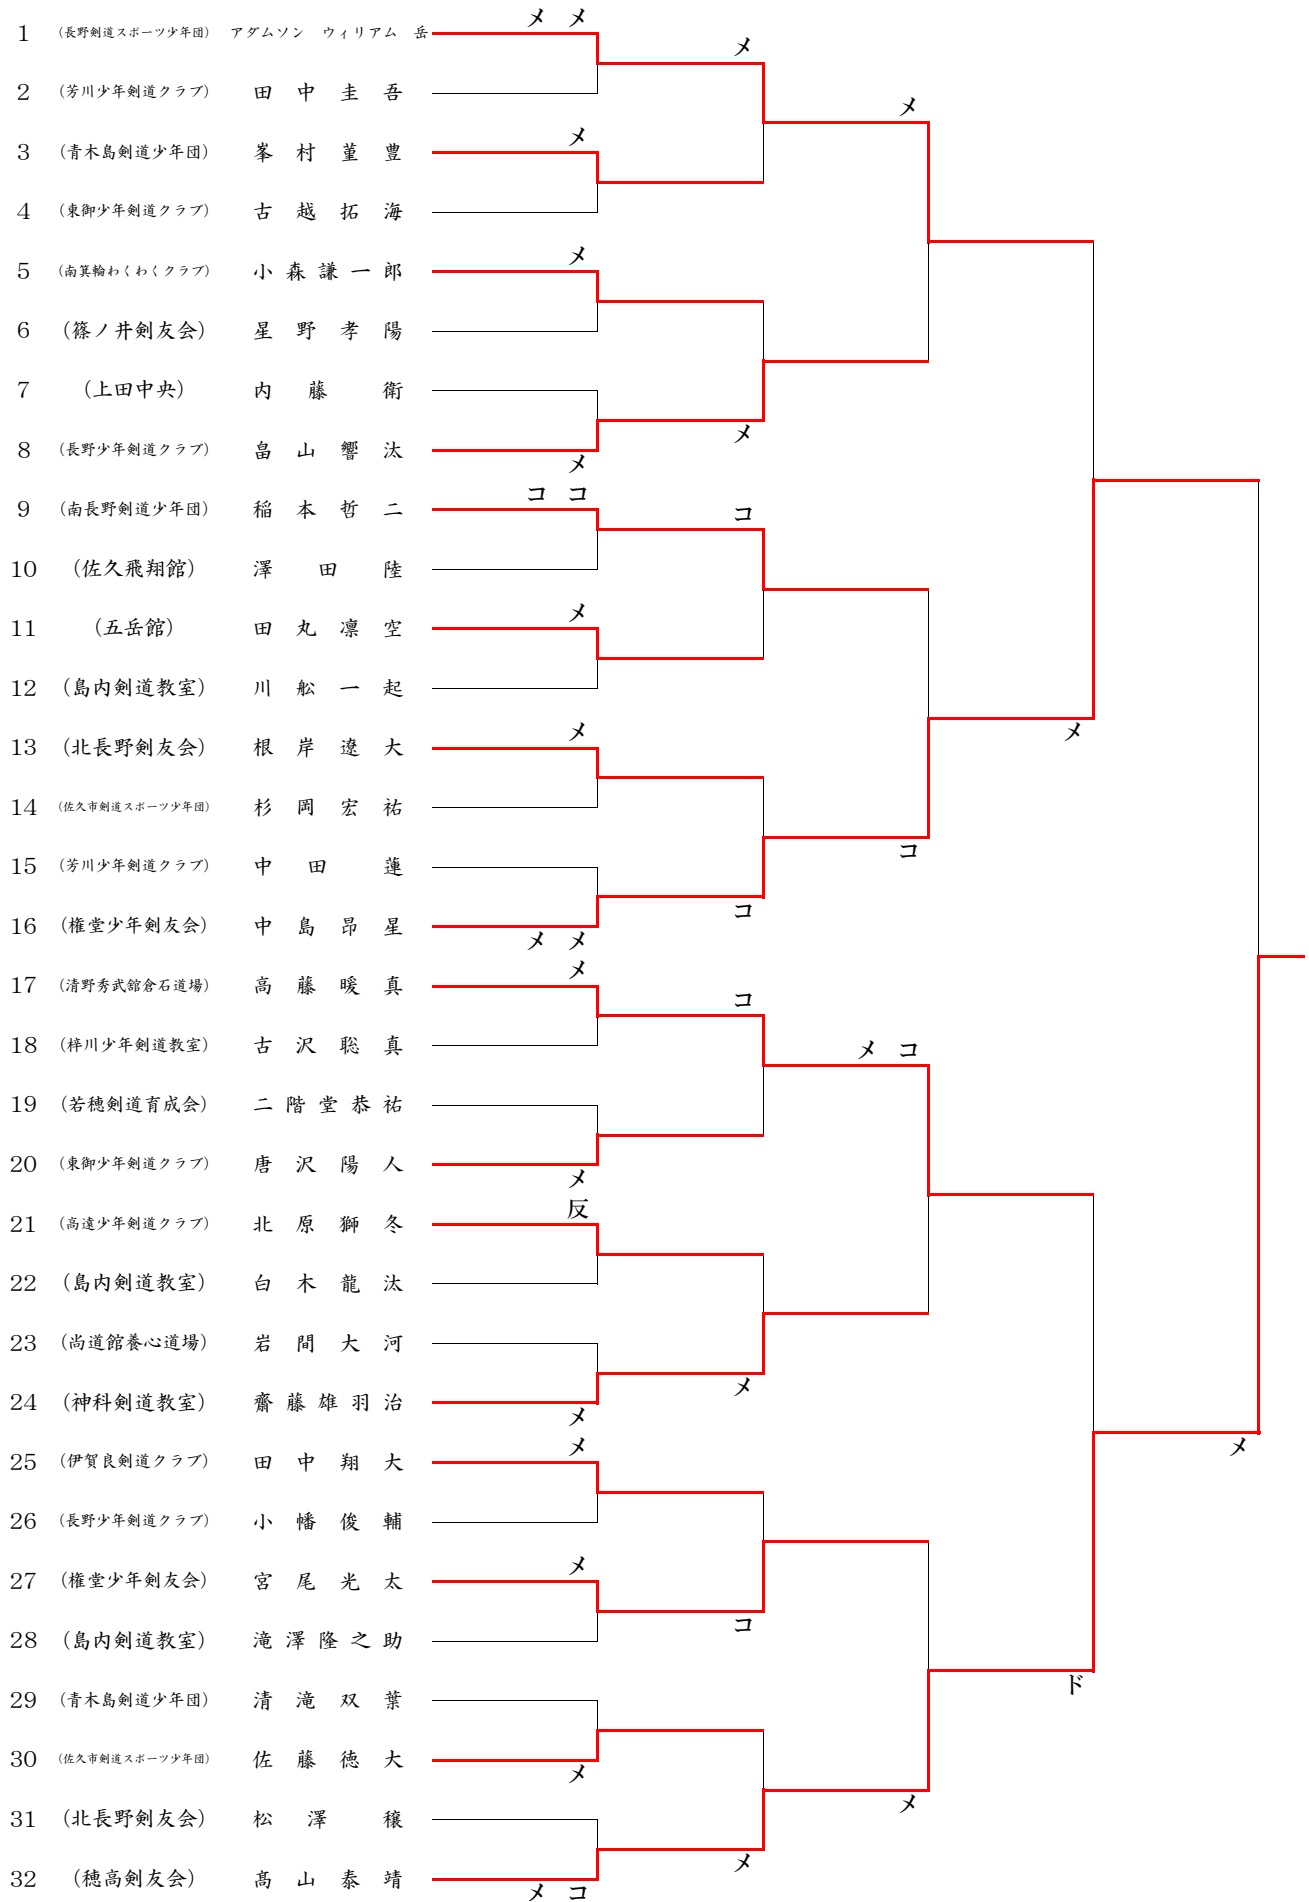 メ メ
1 (長野剣道スポーツ少年団) アダムソン ウィリアム 岳
メ
2 (芳川少年剣道クラブ) 田中圭吾
メ
メ
3 (青木島剣道少年団) 峯村菫豊
4 (東御少年剣道クラブ) 古越拓海
メ
5 (南箕輪わくわくクラブ) 小森謙一郎
6 (篠ノ井剣友会) 星野孝陽
7 (上田中央) 内藤衛
メ
8 (長野少年剣道クラブ) 畠山響汰
メ
コ コ
9 (南長野剣道少年団) 稲本哲二
コ
10 (佐久飛翔館) 澤田陸
メ
11 (五岳館) 田丸凛空
12 (島内剣道教室) 川舩一起
メ
メ
13 (北長野剣友会) 根岸遼大
14 (佐久市剣道スポーツ少年団) 杉岡宏祐
コ
15 (芳川少年剣道クラブ) 中田蓮
コ
16 (権堂少年剣友会) 中島昂星
メ メ
メ
17 (清野秀武館倉石道場) 高藤暖真
コ
18 (梓川少年剣道教室) 古沢聡真
メ コ
19 (若穂剣道育成会) 二階堂恭祐
20 (東御少年剣道クラブ) 唐沢陽人
メ
反
21 (高遠少年剣道クラブ) 北原獅冬
22 (島内剣道教室) 白木龍汰
23 (尚道館養心道場) 岩間大河
メ
24 (神科剣道教室) 齋藤雄羽治
メ
メ
メ
25 (伊賀良剣道クラブ) 田中翔大
26 (長野少年剣道クラブ) 小幡俊輔
メ
27 (権堂少年剣友会) 宮尾光太
コ
28 (島内剣道教室) 滝澤隆之助
ド
29 (青木島剣道少年団) 清滝双葉
30 (佐久市剣道スポーツ少年団) 佐藤徳大
メ
メ
31 (北長野剣友会) 松澤穣
メ
32 (穂高剣友会) 髙山泰靖
メ コ